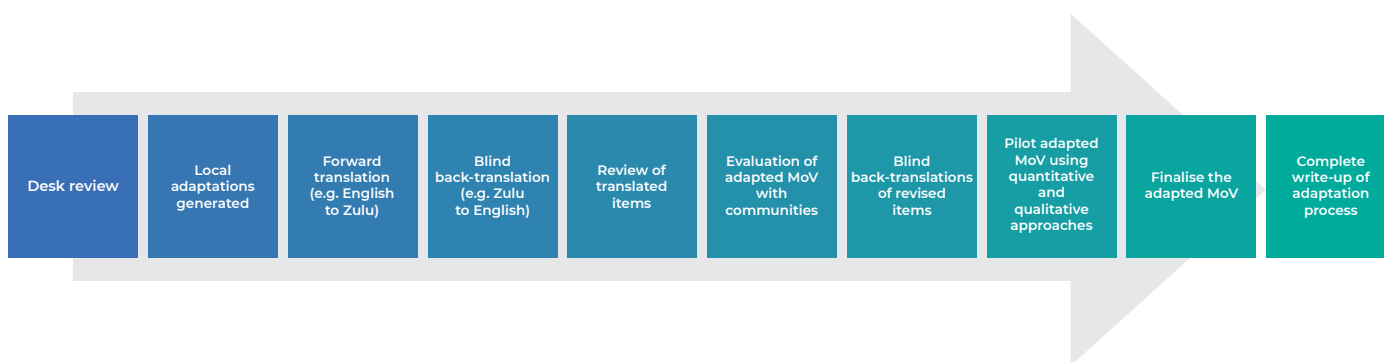 Desk review
Local
adaptations
generated
Forward
translation
(e.g. English
to Zulu)
Blind
back-translation
(e.g. Zulu
to English)
Review of
translated
items
Evaluation of
adapted MoV
with
communities
Blind
back-translations
of revised
items
Pilot adapted
MoV using
quantitative
and
qualitative
approaches
Finalise the
adapted MoV
Complete
write-up of
adaptation
process